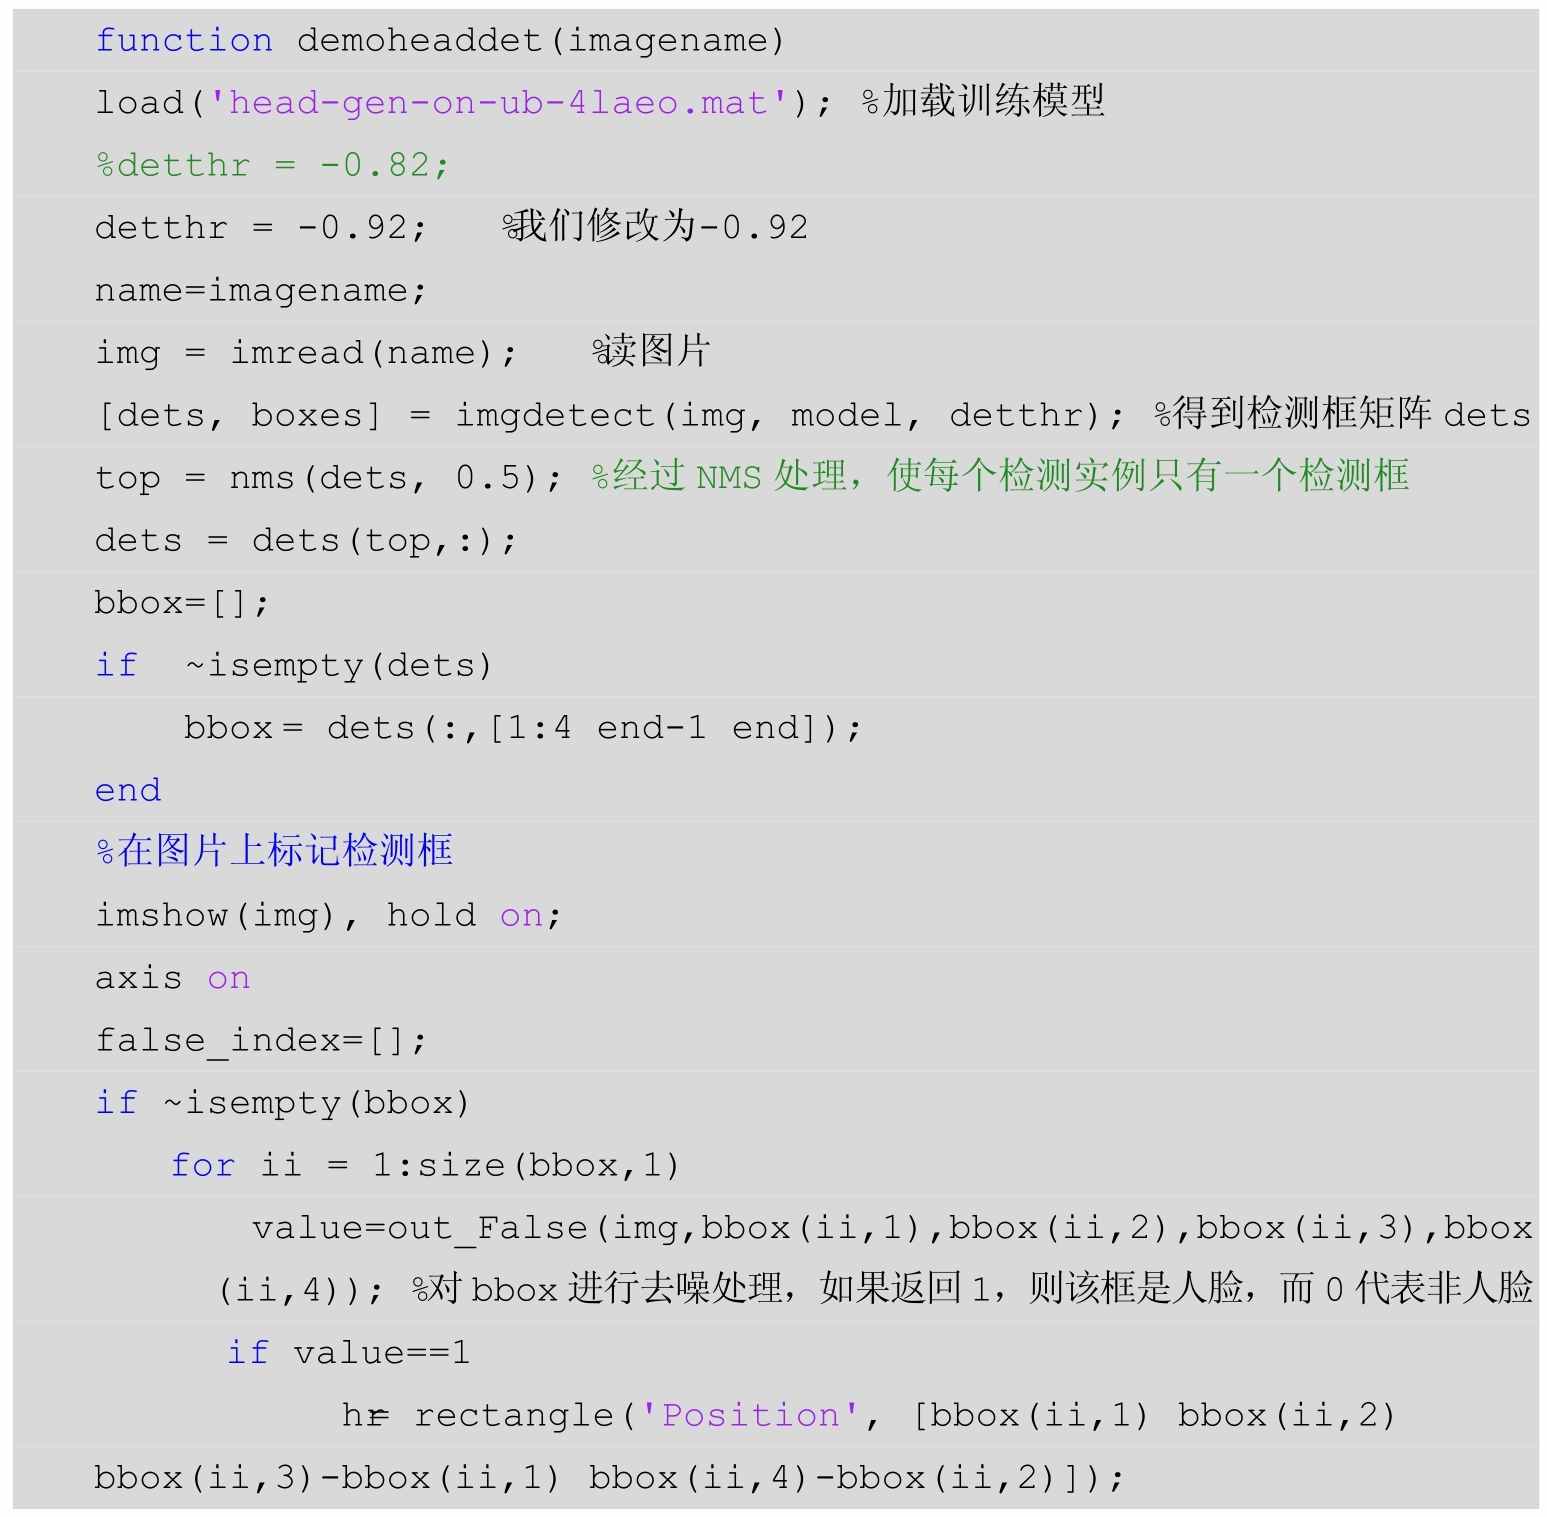 function demoheaddet(imagename)
load('head-gen-on-ub-4laeo.mat'); %加载训练模型
%detthr = -0.82;
detthr = -0.92; %我们修改为-0.92
name=imagename;
img = imread(name); %读图片
[dets, boxes] = imgdetect(img, model, detthr); %得到检测框矩阵 dets
top = nms(dets, 0.5); %经过 NMS 处理，使每个检测实例只有一个检测框
dets = dets(top,:);
bbox=[];
if ~isempty(dets)
bbox = dets(:,[1:4 end-1 end]);
end
%在图片上标记检测框
imshow(img), hold on;
axis on
false_index=[];
if ~isempty(bbox)
for ii = 1:size(bbox,1)
value=out_False(img,bbox(ii,1),bbox(ii,2),bbox(ii,3),bbox
(ii,4)); %对 bbox 进行去噪处理，如果返回 1，则该框是人脸，而 0 代表非人脸
if value==1
hr= rectangle('Position', [bbox(ii,1) bbox(ii,2)
bbox(ii,3)-bbox(ii,1) bbox(ii,4)-bbox(ii,2)]);